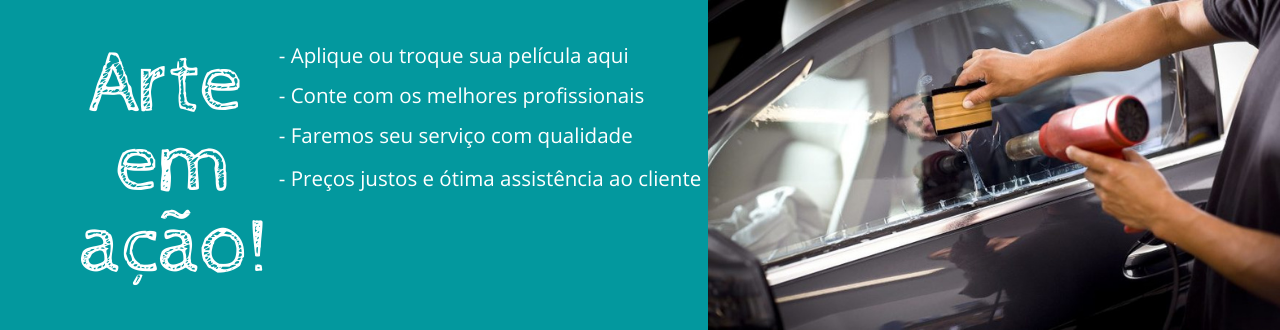 Arte
em
ação!
- Aplique ou troque sua película aqui
- Conte com os melhores profissionais
- Faremos seu serviço com qualidade
- Preços justos e ótima assistência ao cliente